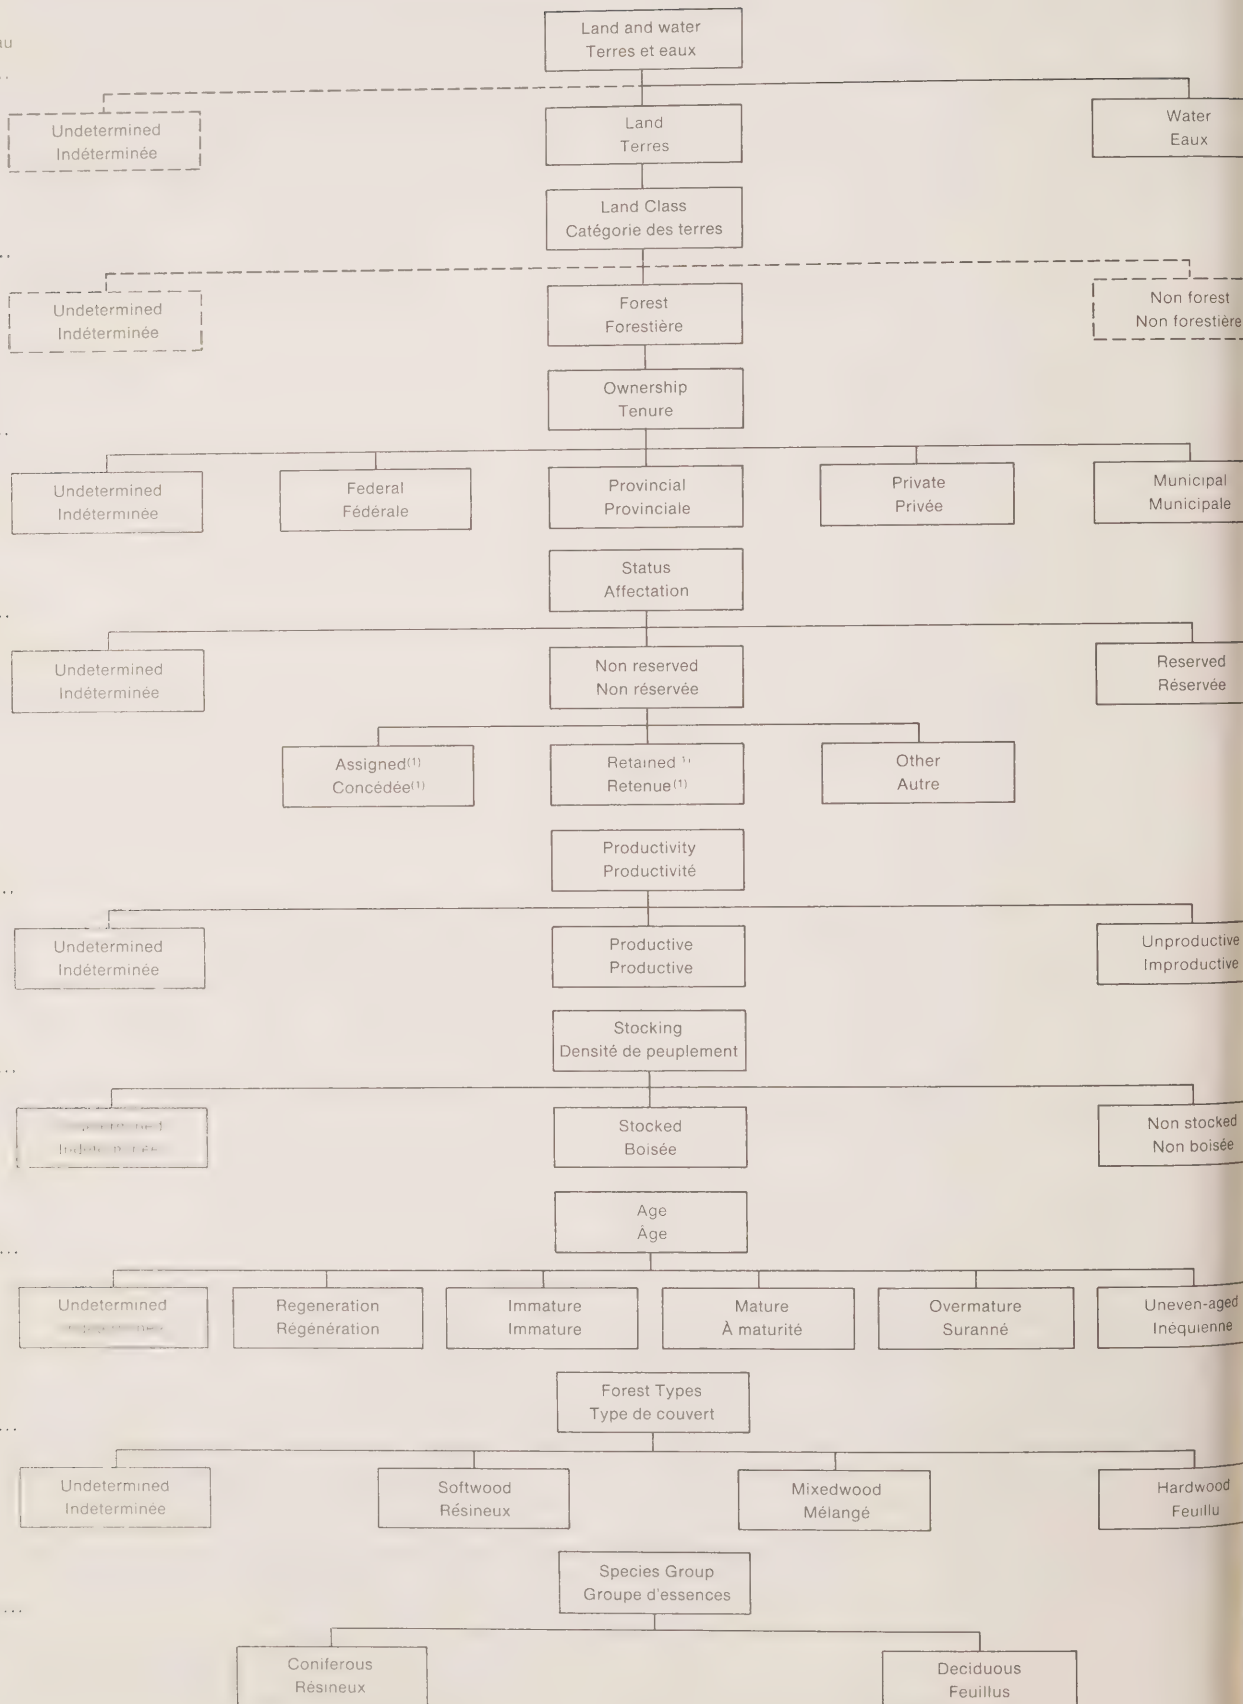 au
Land and water
Terres et eaux
..
Undetermined
Indéterminée
Land
Terres
Water
Eaux
Land Class
Catégorie des terres
..
Undetermined
Indéterminée
Forest
Forestière
Non forest
Non forestière
Ownership
Tenure
..
Undetermined
Indéterminée
Federal
Fédérale
Provincial
Provinciale
Private
Privée
Municipal
Municipale
Status
Affectation
..
Undetermined
Indéterminée
Non reserved
Non réservée
Reserved
Réservée
Assigned(1)
Concédée(1)
Retained
Retenue(1)
Other
Autre
Productivity
Productivité
..
Undetermined
Indéterminée
Productive
Productive
Unproductive
Improductive
Stocking
Densité de peuplement
...
Stocked
Boisée
Non stocked
Non boisée
Age
Âge
...
Undetermined
Regeneration
Régénération
Immature
Immature
Mature
À maturité
Overmature
Suranné
Uneven-aged
Inéquienne
Forest Types
Type de couvert
...
Undetermined
Indeterminée
Softwood
Résineux
Mixedwood
Mélangé
Hardwood
Feuillu
Species Group
Groupe d'essences
...
Coniferous
Résineux
Deciduous
Feuillus